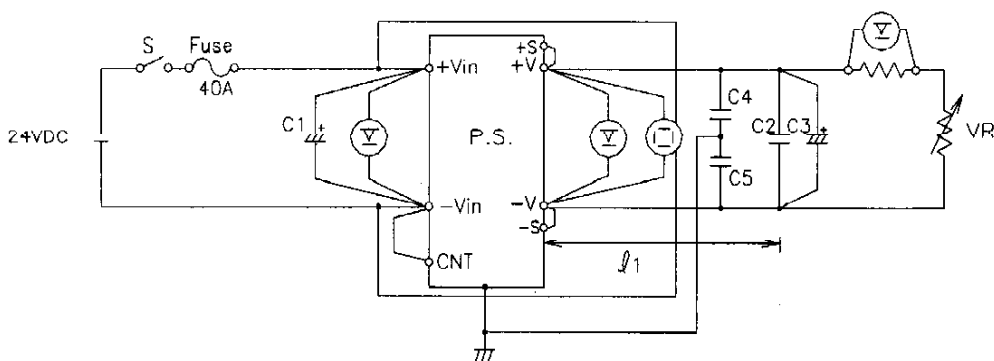 S
Fuse
40A
24VDC
C1
+
V
+Vin
-Vin
CNT
P.S.
+S
+V
-V
-S
V
C4
C5
C2
C3
+
V
VR
ℓ1